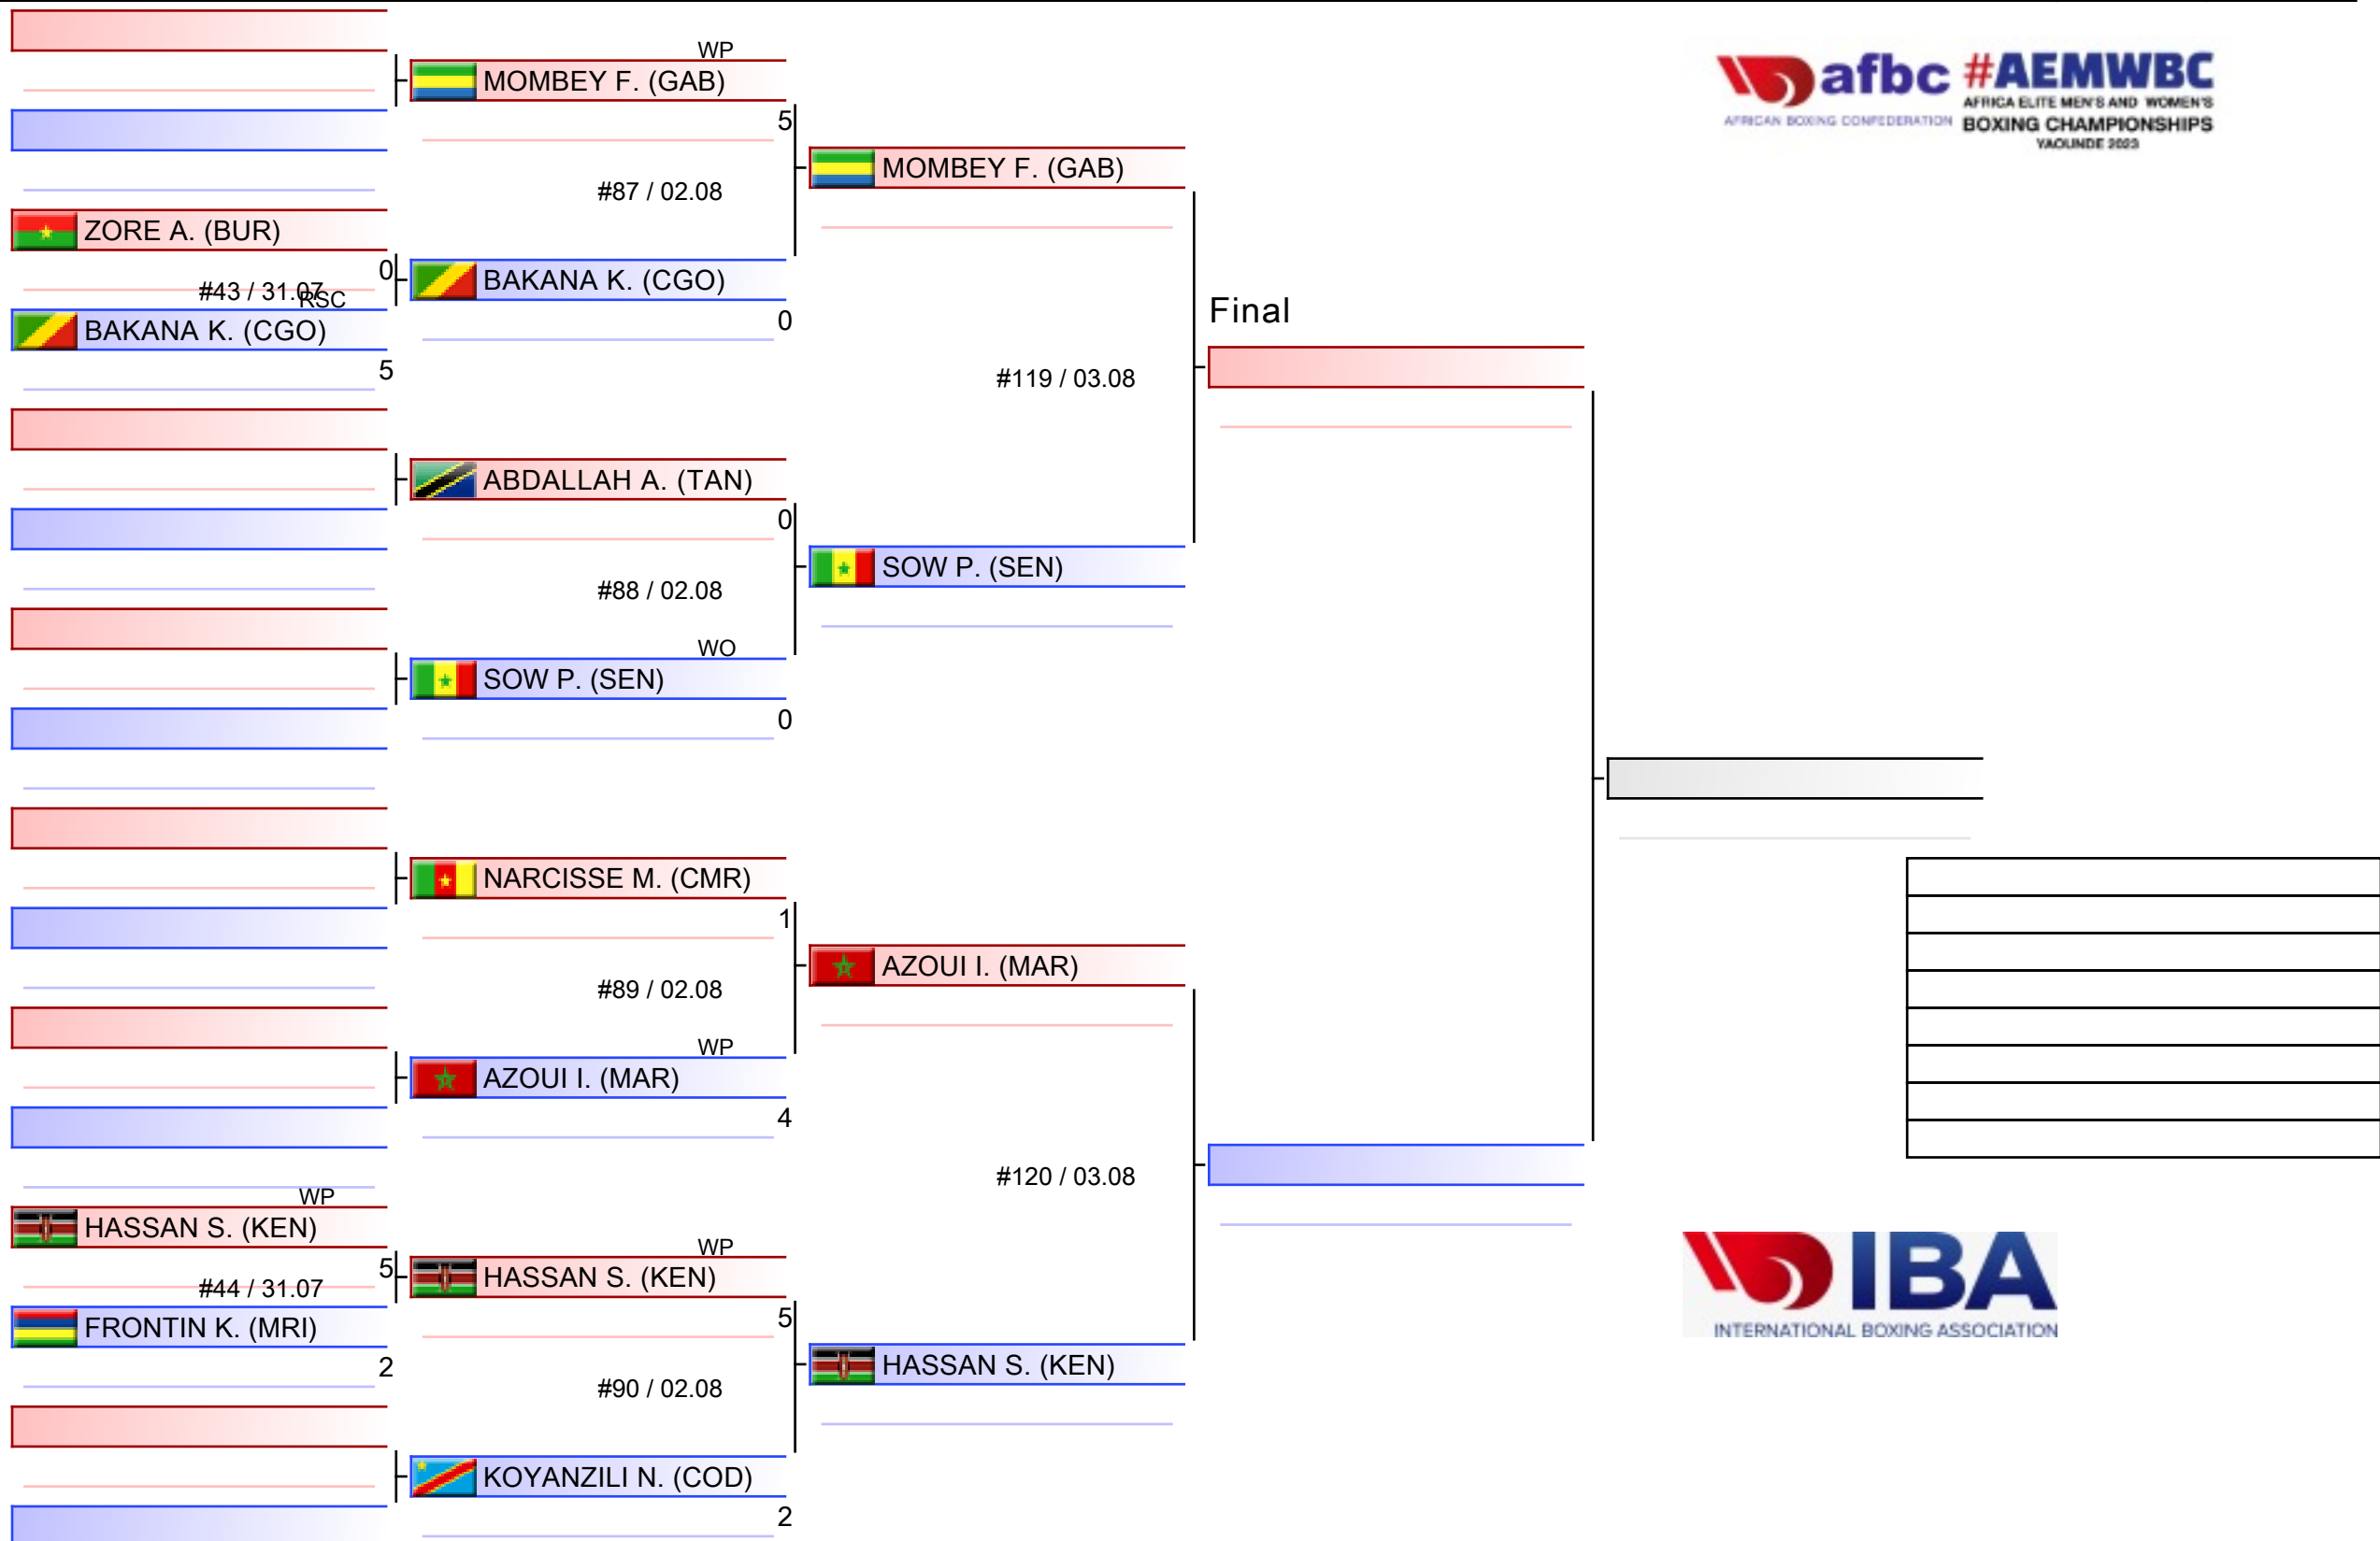 WP
MOMBEY F. (GAB)
5
#87 / 02.08
ZORE A. (BUR)
0
#43 / 31.07
RSC
BAKANA K. (CGO)
5
BAKANA K. (CGO)
0
MOMBEY F. (GAB)
#119 / 03.08
Final
ABDALLAH A. (TAN)
0
#88 / 02.08
WO
SOW P. (SEN)
0
SOW P. (SEN)
NARCISSE M. (CMR)
1
#89 / 02.08
WP
AZOUI I. (MAR)
4
AZOUI I. (MAR)
#120 / 03.08
WP
HASSAN S. (KEN)
5
#44 / 31.07
FRONTIN K. (MRI)
2
WP
HASSAN S. (KEN)
5
#90 / 02.08
KOYANZILI N. (COD)
2
HASSAN S. (KEN)
afbc
AFRICAN BOXING CONFEDERATION
#AEMWBC
AFRICA ELITE MEN'S AND WOMEN'S
BOXING CHAMPIONSHIPS
YAOUNDE 2023
IBA
INTERNATIONAL BOXING ASSOCIATION